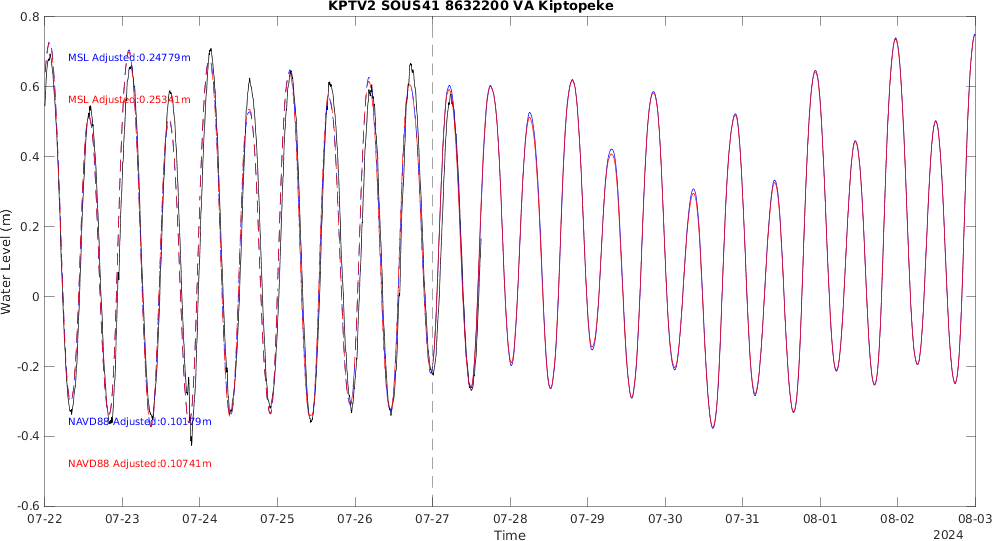 KPTV2 SOUS41 8632200 VA Kiptopeke
0.8
MSL Adjusted:0.24779m
0.6
MSL Adjusted:0.25341m
0.4
0.2
Water Level (m)
0
-0.2
NAVD88 Adjusted:0.10179m
-0.4
NAVD88 Adjusted:0.10741m
-0.6
07-22 07-23 07-24 07-25 07-26 07-27 07-28 07-29 07-30 07-31 08-01 08-02 08-03
Time
2024